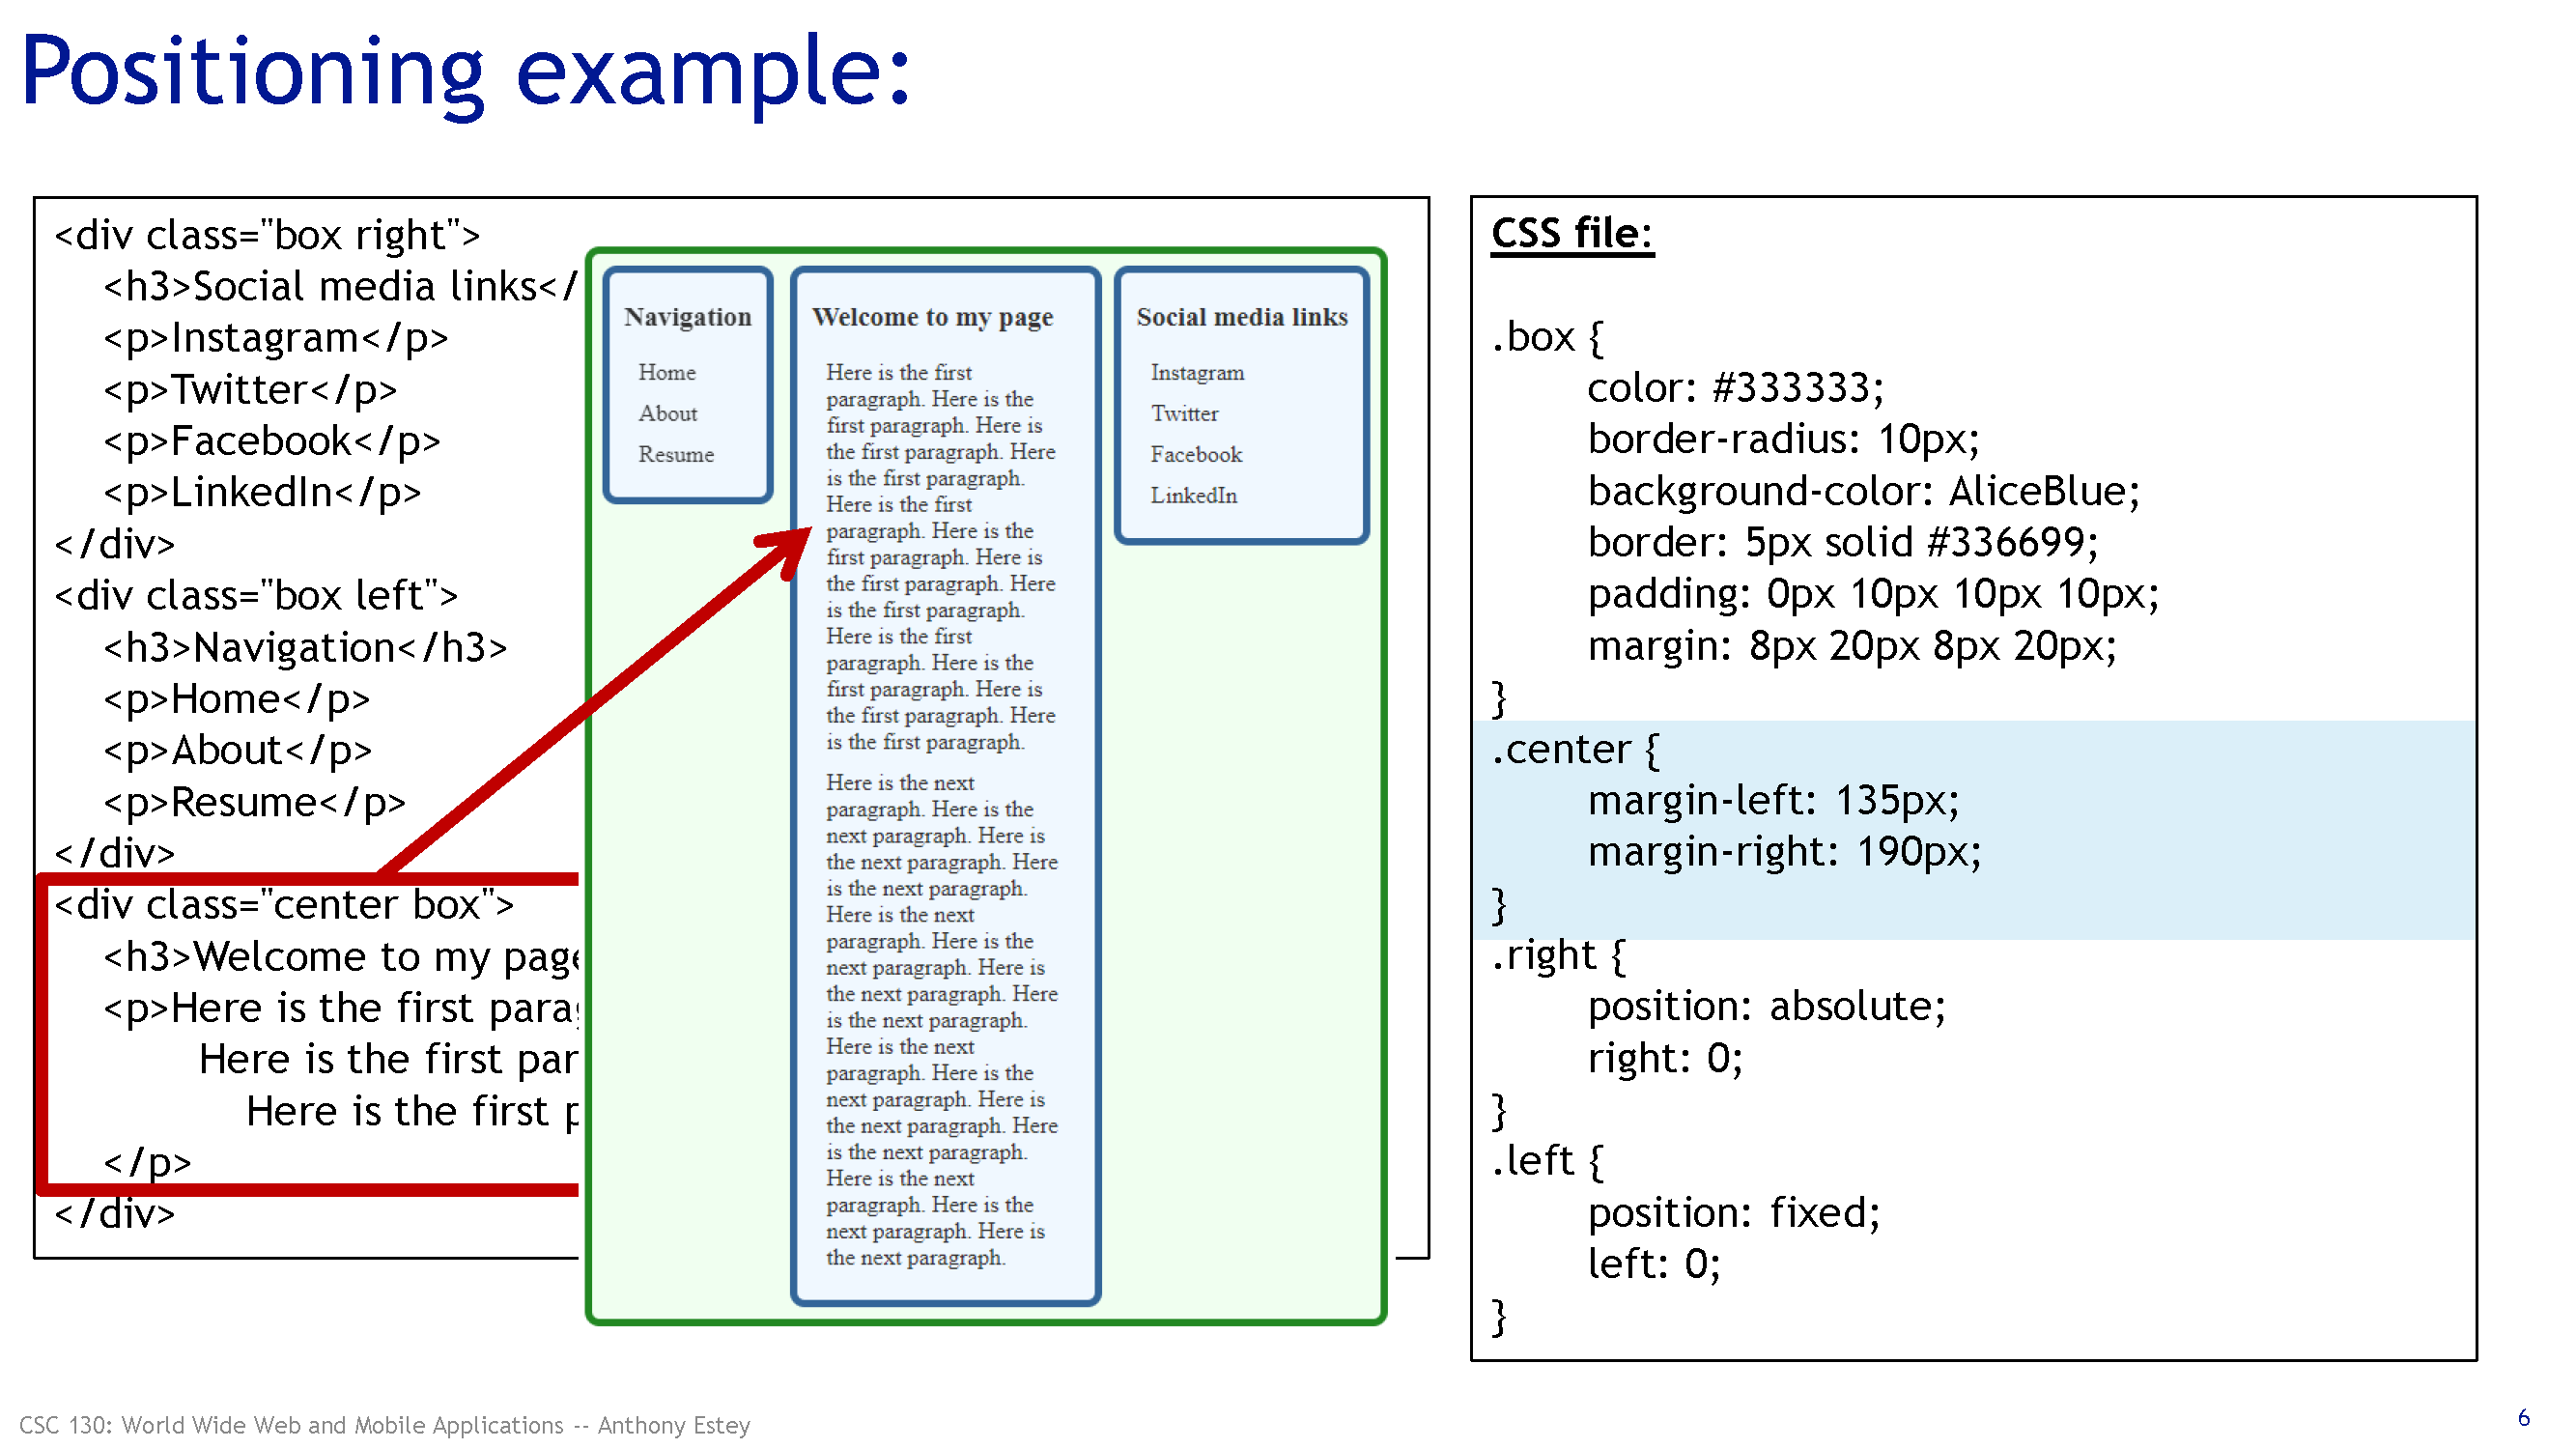 Positioning example:
<div class="box right">
<h3>Social media links</
<p>Instagram</p>
<p>Twitter</p>
<p>Facebook</p>
<p>LinkedIn</p>
</div>
<div class="box left">
<h3>Navigation</h3>
<p>Home</p>
<p>About</p>
<p>Resume</p>
</div>
<div class="center box">
<h3>Welcome to my page
<p>Here is the first parag
Here is the first par
Here is the first p
</p>
</div>
Navigation
Home
About
Resume
Welcome to my page
Here is the first
paragraph. Here is the
first paragraph. Here is
the first paragraph. Here
is the first paragraph.
Here is the first
paragraph. Here is the
first paragraph. Here is
the first paragraph. Here
is the first paragraph.
Here is the first
paragraph. Here is the
first paragraph. Here is
the first paragraph. Here
is the first paragraph.
Here is the next
paragraph. Here is the
next paragraph. Here is
the next paragraph. Here
is the next paragraph.
Here is the next
paragraph. Here is the
next paragraph. Here is
the next paragraph. Here
is the next paragraph.
Here is the next
paragraph. Here is the
next paragraph. Here is
the next paragraph. Here
is the next paragraph.
Here is the next
paragraph. Here is the
next paragraph. Here is
the next paragraph.
Social media links
Instagram
Twitter
Facebook
LinkedIn
CSS file:
.box {
color: #333333;
border-radius: 10px;
background-color: AliceBlue;
border: 5px solid #336699;
padding: 0px 10px 10px 10px;
margin: 8px 20px 8px 20px;
}
.center {
margin-left: 135px;
margin-right: 190px;
}
.right {
position: absolute;
right: 0;
}
.left {
position: fixed;
left: 0;
}
CSC 130: World Wide Web and Mobile Applications -- Anthony Estey
6